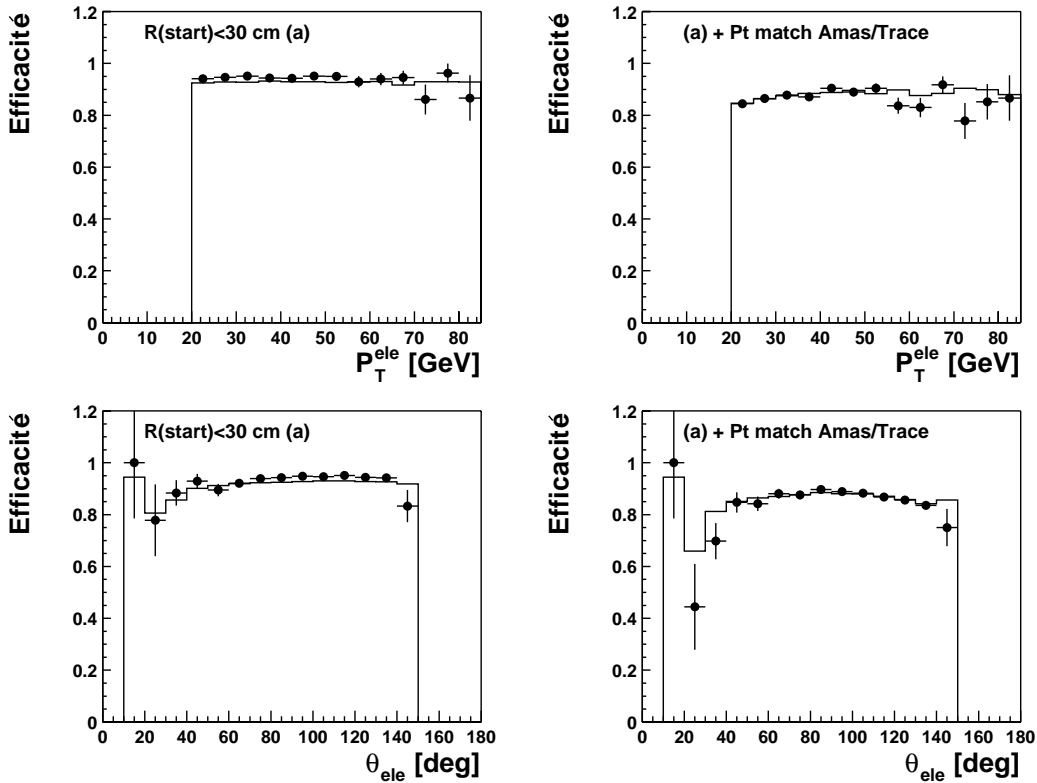 R(start)<30 cm (a)
Efficacité
1.2
1
0.8
0.6
0.4
0.2
0
0 10 20 30 40 50 60 70 80
P_T^ele [GeV]
(a) + Pt match Amas/Trace
Efficacité
1.2
1
0.8
0.6
0.4
0.2
0
0 10 20 30 40 50 60 70 80
P_T^ele [GeV]
R(start)<30 cm (a)
Efficacité
1.2
1
0.8
0.6
0.4
0.2
0
0 20 40 60 80 100 120 140 160 180
θ_ele [deg]
(a) + Pt match Amas/Trace
Efficacité
1.2
1
0.8
0.6
0.4
0.2
0
0 20 40 60 80 100 120 140 160 180
θ_ele [deg]